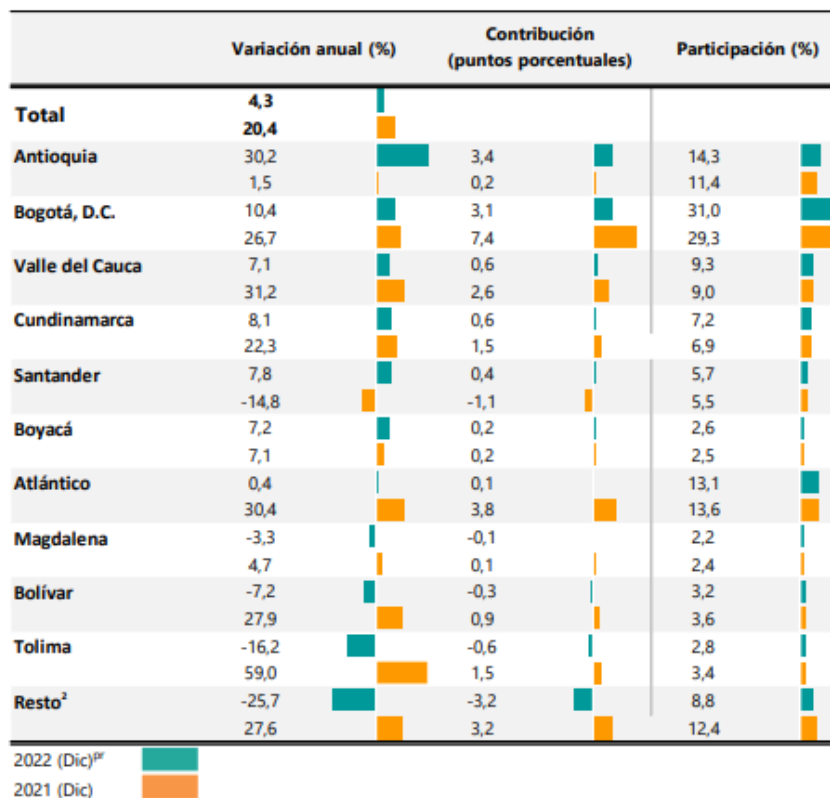 Variación anual (%) Contribución (puntos porcentuales) Participación (%)
Total 4,3
20,4
Antioquia 30,2 3,4 14,3
1,5 0,2 11,4
Bogotá, D.C. 10,4 3,1 31,0
26,7 7,4 29,3
Valle del Cauca 7,1 0,6 9,3
31,2 2,6 9,0
Cundinamarca 8,1 0,6 7,2
22,3 1,5 6,9
Santander 7,8 0,4 5,7
-14,8 -1,1 5,5
Boyacá 7,2 0,2 2,6
7,1 0,2 2,5
Atlántico 0,4 0,1 13,1
30,4 3,8 13,6
Magdalena -3,3 -0,1 2,2
4,7 0,1 2,4
Bolívar -7,2 -0,3 3,2
27,9 0,9 3,6
Tolima -16,2 -0,6 2,8
59,0 1,5 3,4
Resto² -25,7 -3,2 8,8
27,6 3,2 12,4
2022 (Dic)ᵖʳ
2021 (Dic)